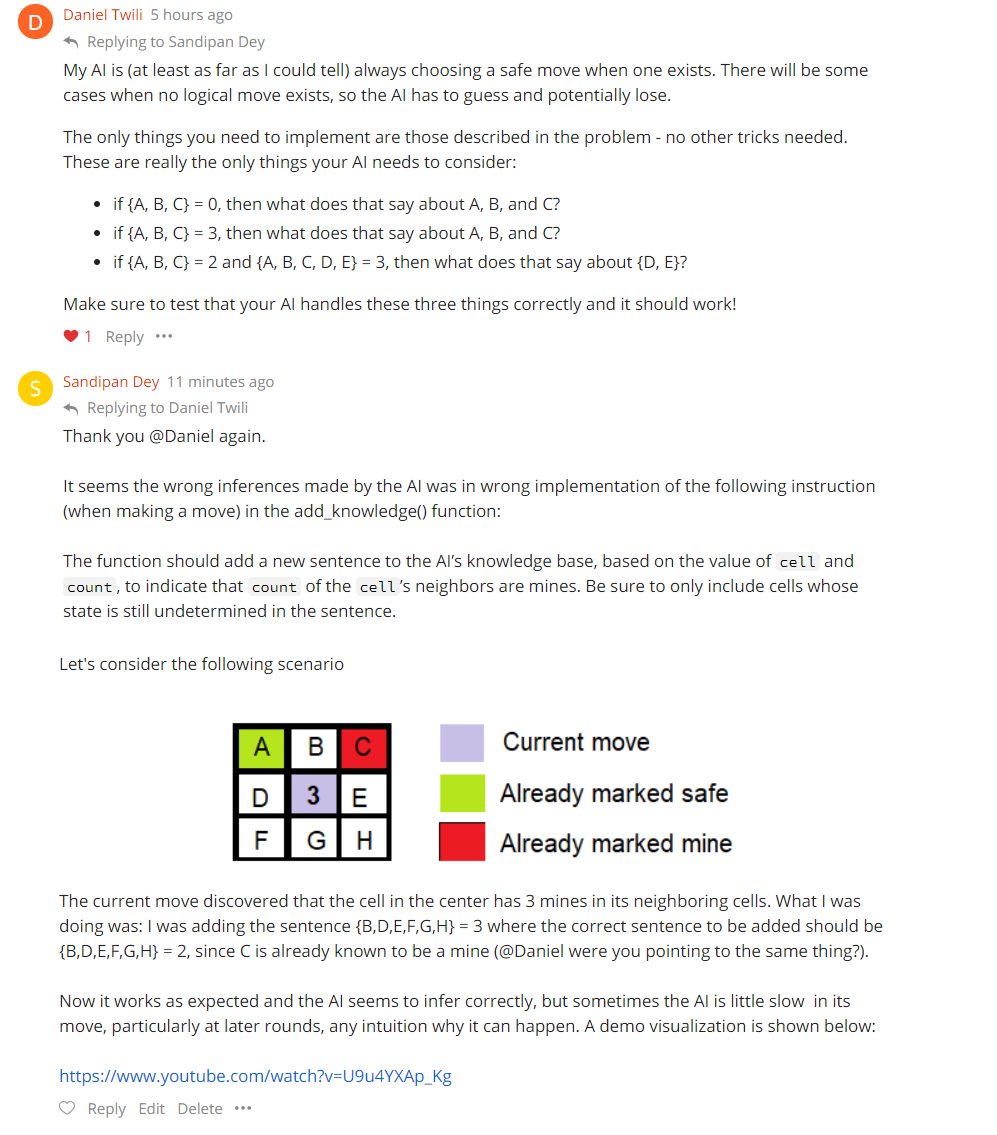 D
Daniel Twili 5 hours ago
Replying to Sandipan Dey
My AI is (at least as far as I could tell) always choosing a safe move when one exists. There will be some
cases when no logical move exists, so the AI has to guess and potentially lose.
The only things you need to implement are those described in the problem - no other tricks needed.
These are really the only things your AI needs to consider:
• if {A, B, C} = 0, then what does that say about A, B, and C?
• if {A, B, C} = 3, then what does that say about A, B, and C?
• if {A, B, C} = 2 and {A, B, C, D, E} = 3, then what does that say about {D, E}?
Make sure to test that your AI handles these three things correctly and it should work!
1 Reply •••
S
Sandipan Dey 11 minutes ago
Replying to Daniel Twili
Thank you @Daniel again.
It seems the wrong inferences made by the AI was in wrong implementation of the following instruction
(when making a move) in the add_knowledge() function:
The function should add a new sentence to the AI’s knowledge base, based on the value of cell and
count, to indicate that count of the cell’s neighbors are mines. Be sure to only include cells whose
state is still undetermined in the sentence.
Let's consider the following scenario
A B C
D 3 E
F G H
Current move
Already marked safe
Already marked mine
The current move discovered that the cell in the center has 3 mines in its neighboring cells. What I was
doing was: I was adding the sentence {B,D,E,F,G,H} = 3 where the correct sentence to be added should be
{B,D,E,F,G,H} = 2, since C is already known to be a mine (@Daniel were you pointing to the same thing?).
Now it works as expected and the AI seems to infer correctly, but sometimes the AI is little slow in its
move, particularly at later rounds, any intuition why it can happen. A demo visualization is shown below:
https://www.youtube.com/watch?v=U9u4YXAp_Kg
Reply Edit Delete •••